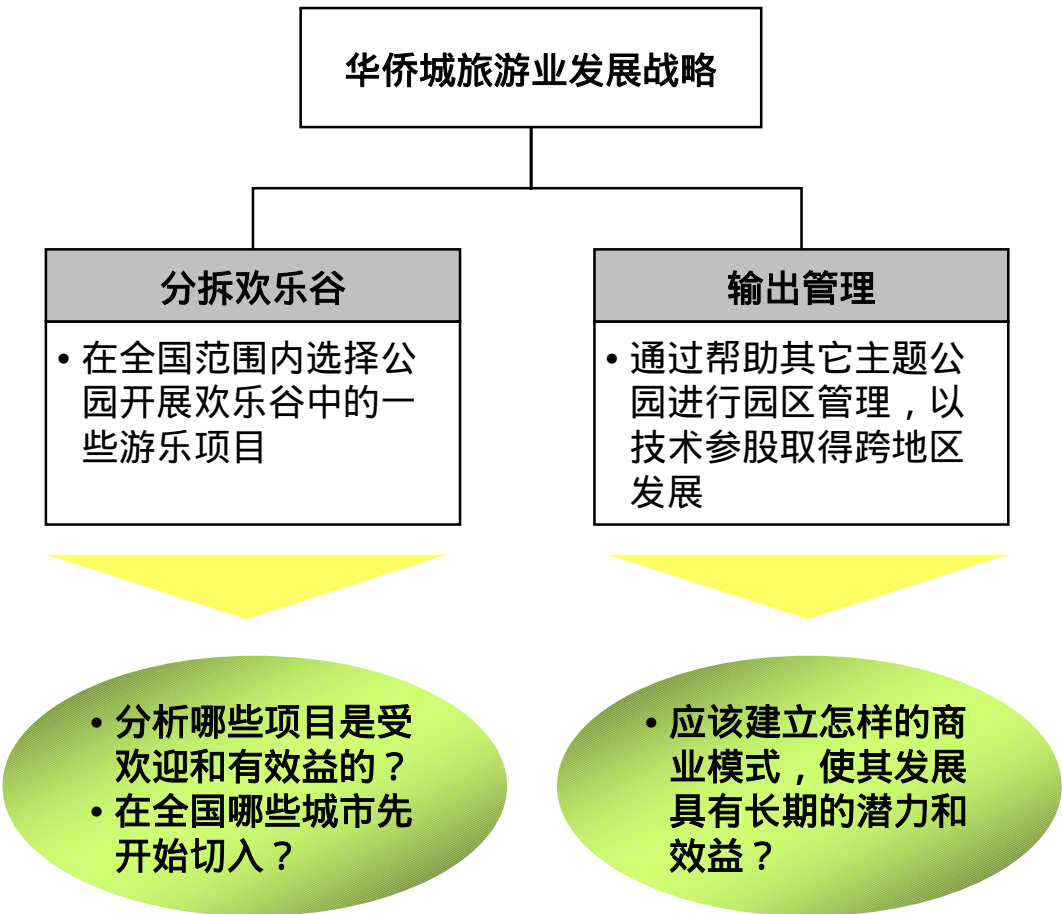 华侨城旅游业发展战略
分拆欢乐谷
• 在全国范围内选择公
园开展欢乐谷中的一
些游乐项目
输出管理
• 通过帮助其它主题公
园进行园区管理，以
技术参股取得跨地区
发展
• 分析哪些项目是受
欢迎和有效益的？
• 在全国哪些城市先
开始切入？
• 应该建立怎样的商
业模式，使其发展
具有长期的潜力和
效益？